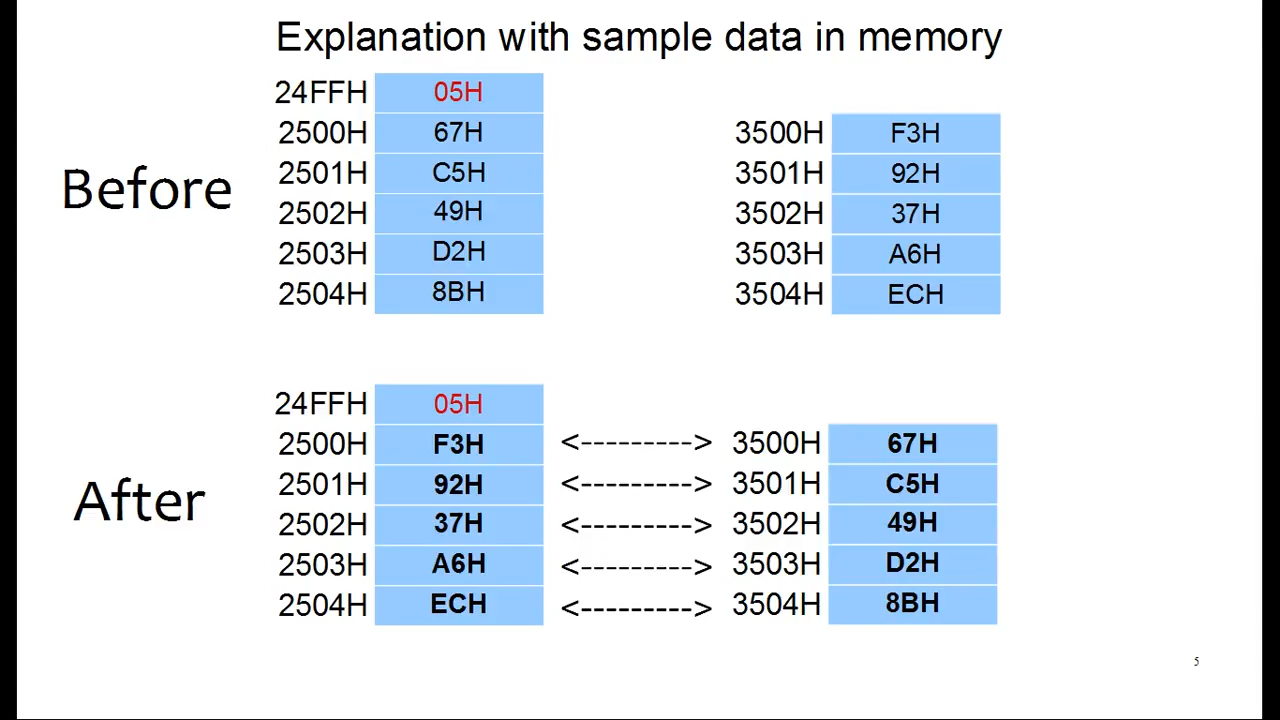 Explanation with sample data in memory
24FFH 05H
2500H 67H 3500H F3H
Before
2501H C5H 3501H 92H
2502H 49H 3502H 37H
2503H D2H 3503H A6H
2504H 8BH 3504H ECH
24FFH 05H
2500H F3H <---------> 3500H 67H
After
2501H 92H <---------> 3501H C5H
2502H 37H <---------> 3502H 49H
2503H A6H <---------> 3503H D2H
2504H ECH <---------> 3504H 8BH
5